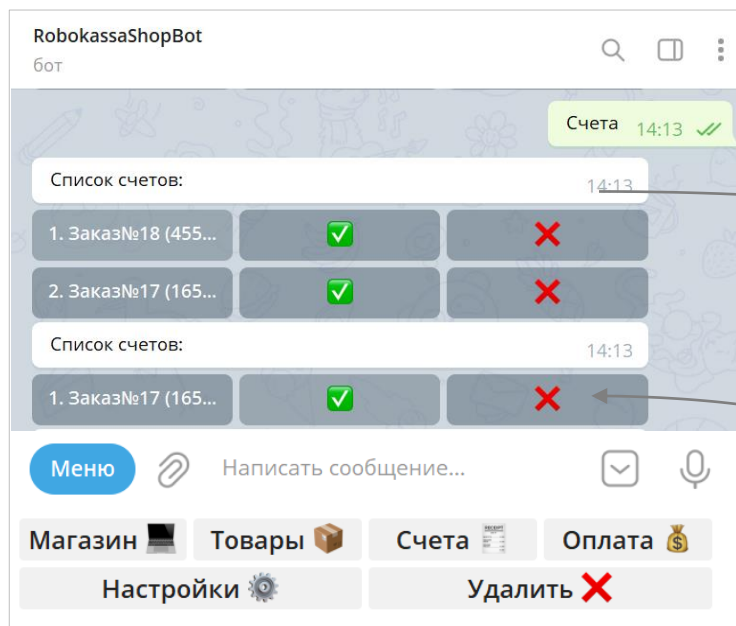 RobokassaShopBot
бот
Счета 14:13
Список счетов: 14:13
1. Заказ№18 (455...
2. Заказ№17 (165...
Список счетов: 14:13
1. Заказ№17 (165...
Меню Написать сообщение...
Магазин Товары Счета Оплата
Настройки Удалить